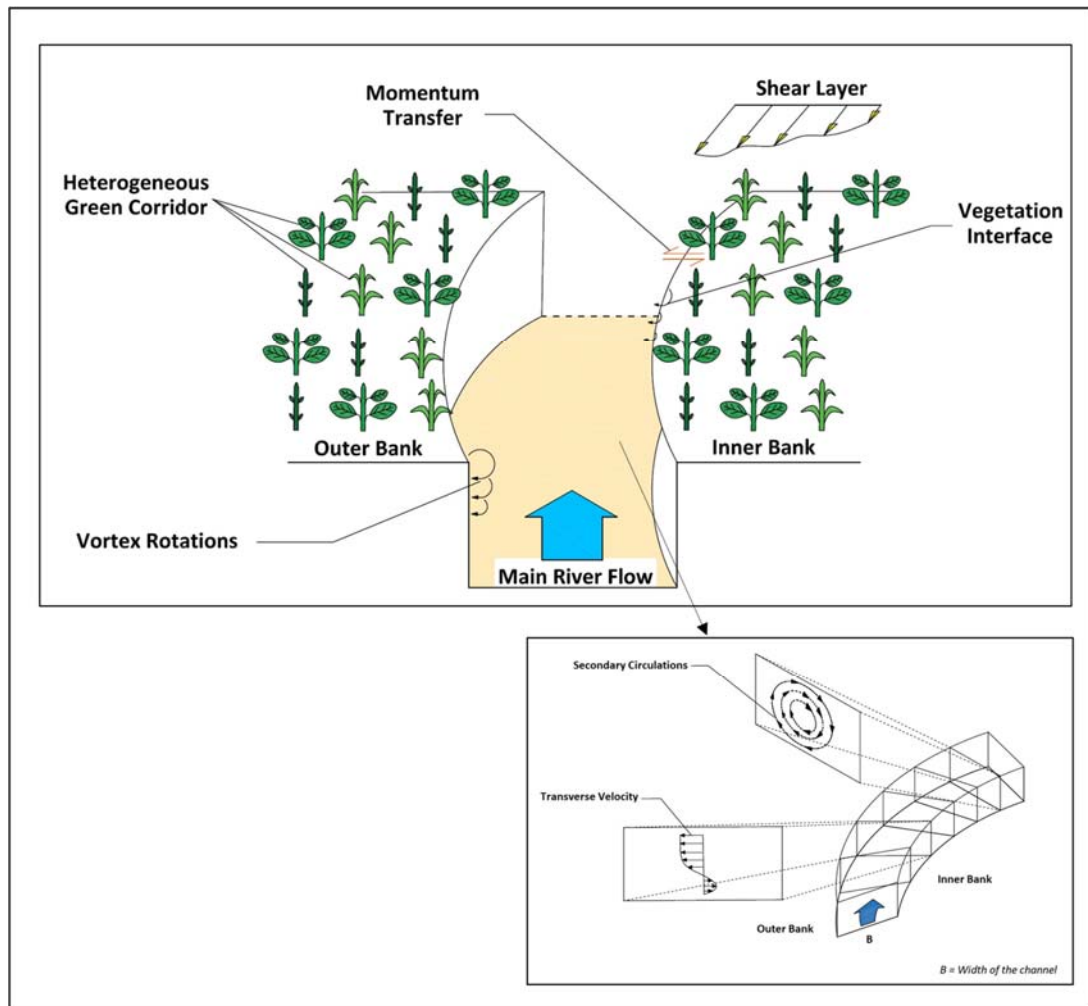 Momentum
Transfer
Shear Layer
Heterogeneous
Green Corridor
Vegetation
Interface
Outer Bank
Inner Bank
Vortex Rotations
Main River Flow
Secondary Circulations
Transverse Velocity
Inner Bank
Outer Bank
B
B = Width of the channel